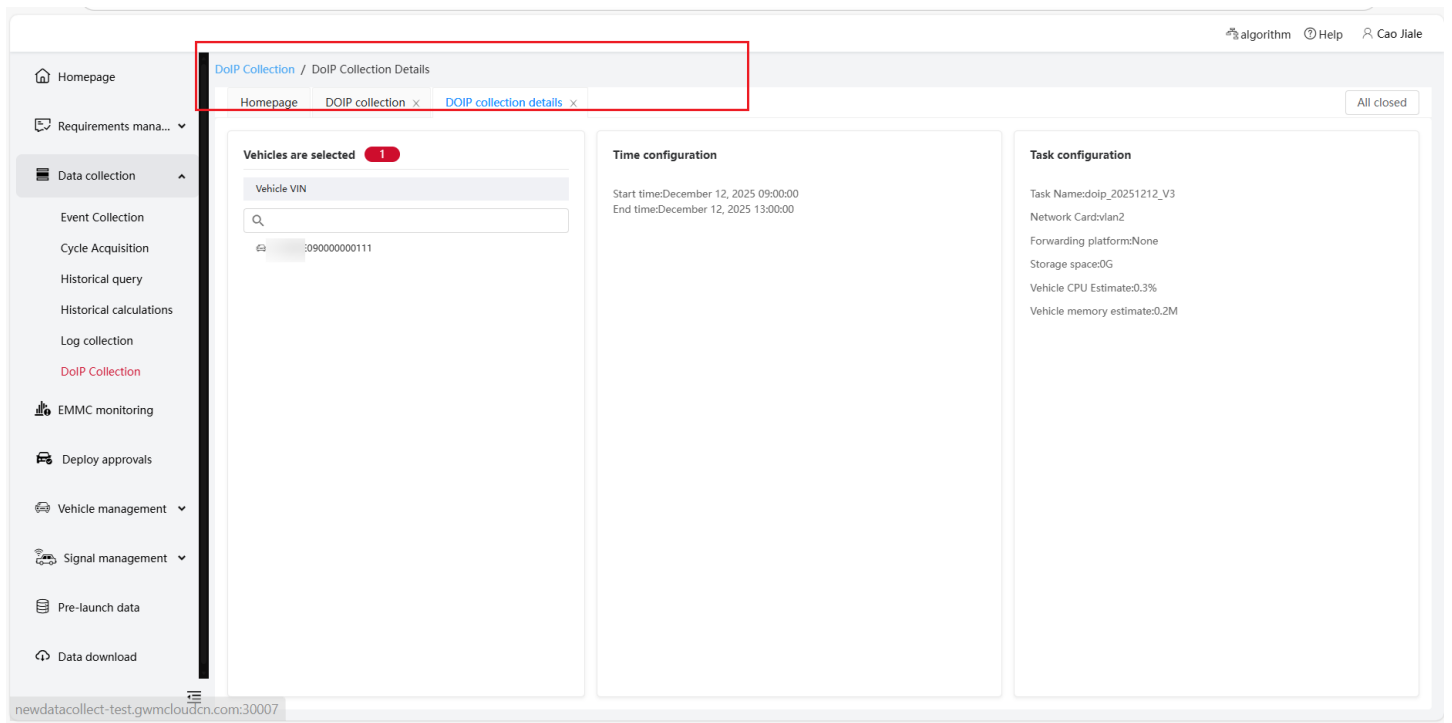 algorithm Help Cao Jiale
Homepage
Requirements mana...
Data collection
Event Collection
Cycle Acquisition
Historical query
Historical calculations
Log collection
DoIP Collection
EMMC monitoring
Deploy approvals
Vehicle management
Signal management
Pre-launch data
Data download
DoIP Collection / DoIP Collection Details
Homepage DOIP collection × DOIP collection details ×
All closed
Vehicles are selected 1
Vehicle VIN
E090000000111
Time configuration
Start time:December 12, 2025 09:00:00
End time:December 12, 2025 13:00:00
Task configuration
Task Name:doip_20251212_V3
Network Card:vlan2
Forwarding platform:None
Storage space:0G
Vehicle CPU Estimate:0.3%
Vehicle memory estimate:0.2M
newdatacollect-test.gwmcloudcn.com:30007